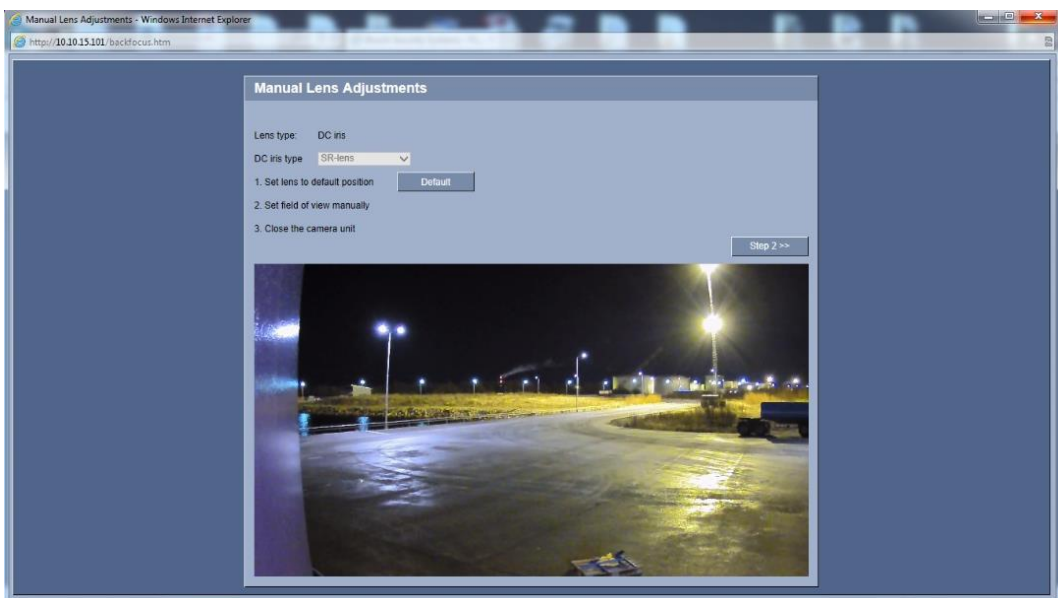 Manual Lens Adjustments - Windows Internet Explorer
http://10.10.15.101/backfocus.htm
Manual Lens Adjustments
Lens type: DC iris
DC iris type SR-lens
1. Set lens to default position Default
2. Set field of view manually
3. Close the camera unit
Step 2 >>